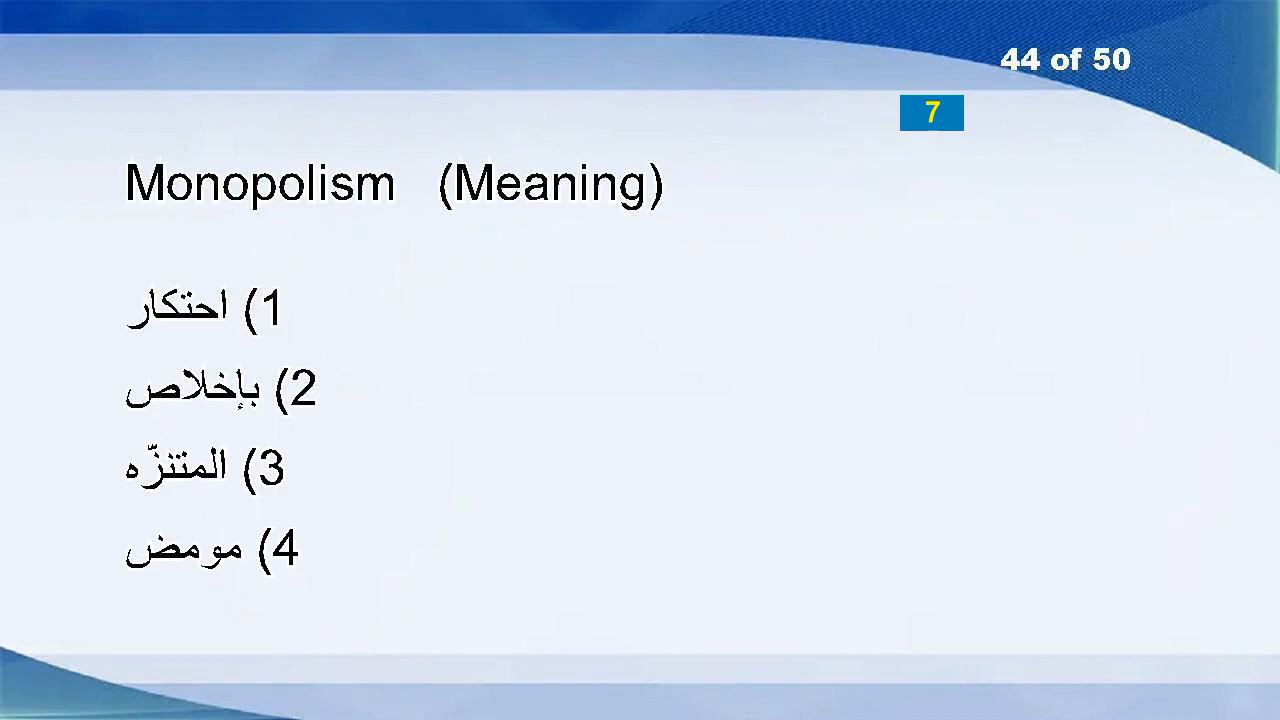 44 of 50
7
Monopolism (Meaning)
1) احتكار
2) بإخلاص
3) المتنزّه
4) مومض